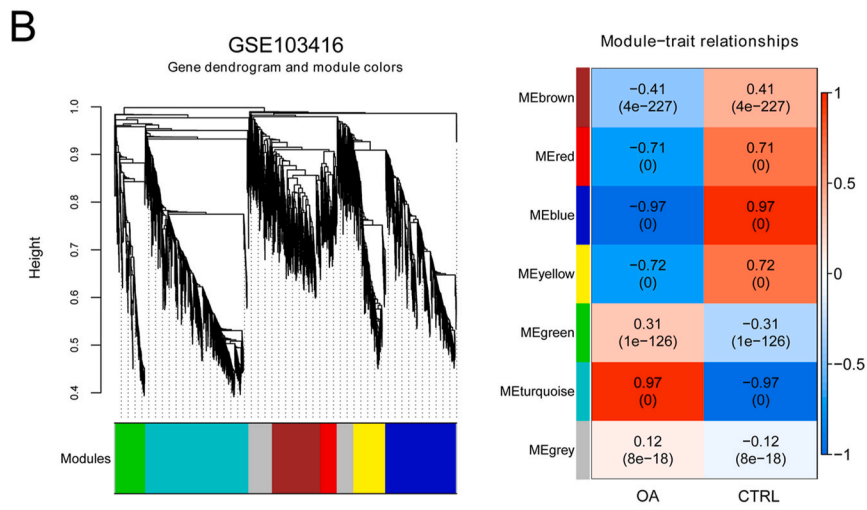 B
GSE103416
Gene dendrogram and module colors
Height
1.0
0.9
0.8
0.7
0.6
0.5
0.4
Modules
Module−trait relationships
MEbrown
−0.41
(4e−227)
0.41
(4e−227)
MEred
−0.71
(0)
0.71
(0)
MEblue
−0.97
(0)
0.97
(0)
MEyellow
−0.72
(0)
0.72
(0)
MEgreen
0.31
(1e−126)
−0.31
(1e−126)
MEturquoise
0.97
(0)
−0.97
(0)
MEgrey
0.12
(8e−18)
−0.12
(8e−18)
OA
CTRL
1
0.5
0
−0.5
−1